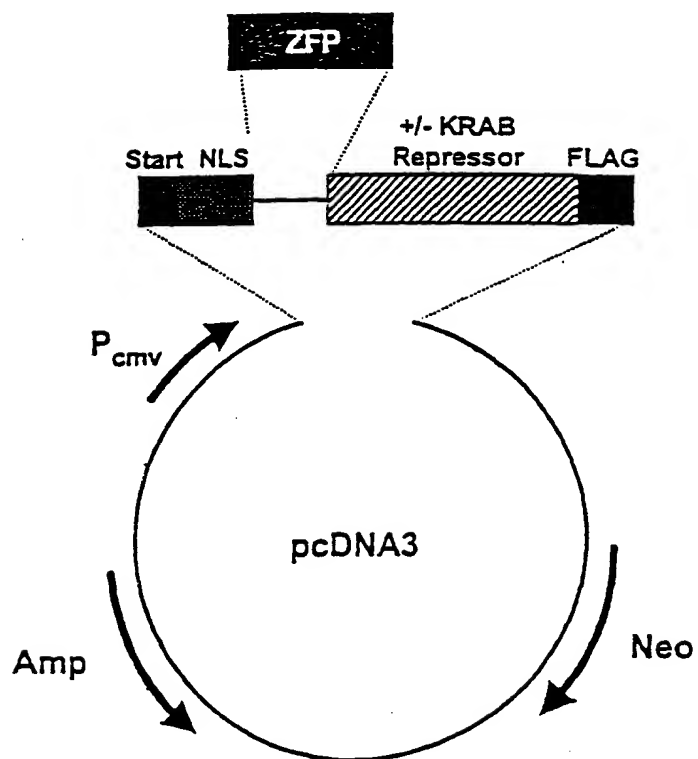 ZFP
+/- KRAB
Start NLS Repressor FLAG
Pcmv
pcDNA3
Amp
Neo